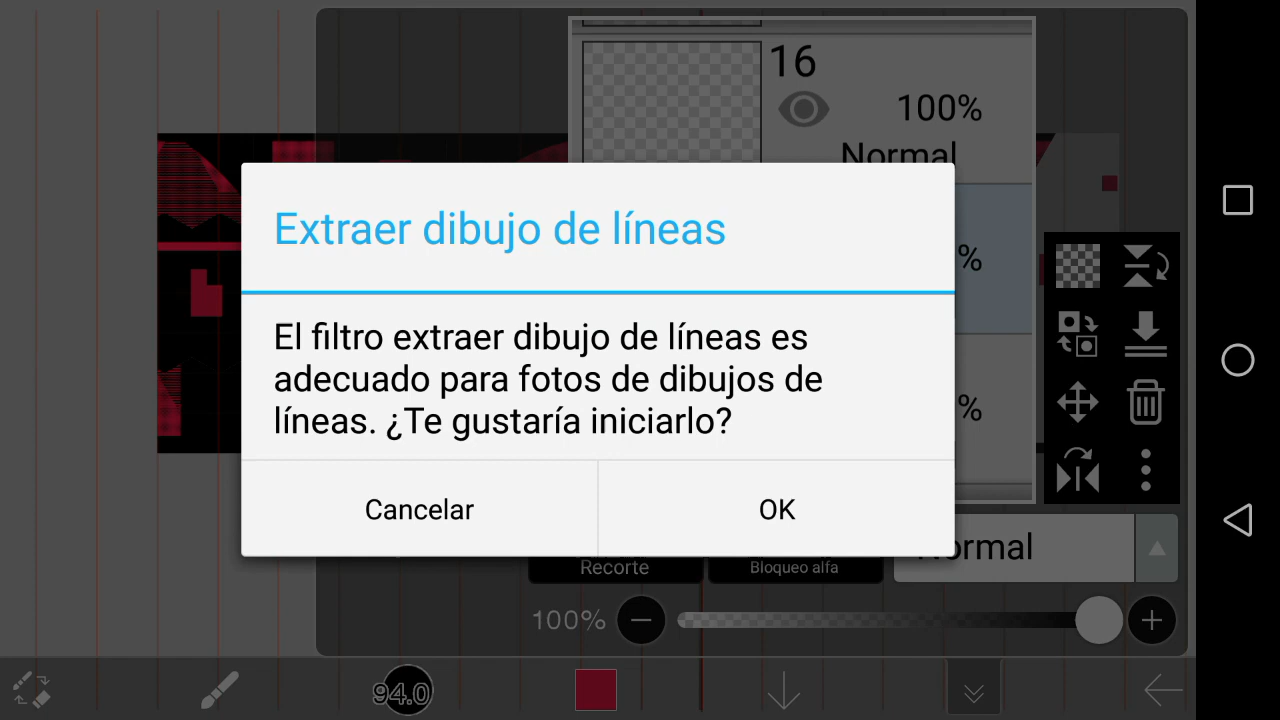 16
100%
Normal
Extraer dibujo de líneas
%
El filtro extraer dibujo de líneas es
adecuado para fotos de dibujos de
líneas. ¿Te gustaría iniciarlo?
%
Cancelar
OK
Normal
Recorte
Bloqueo alfa
100%
94.0